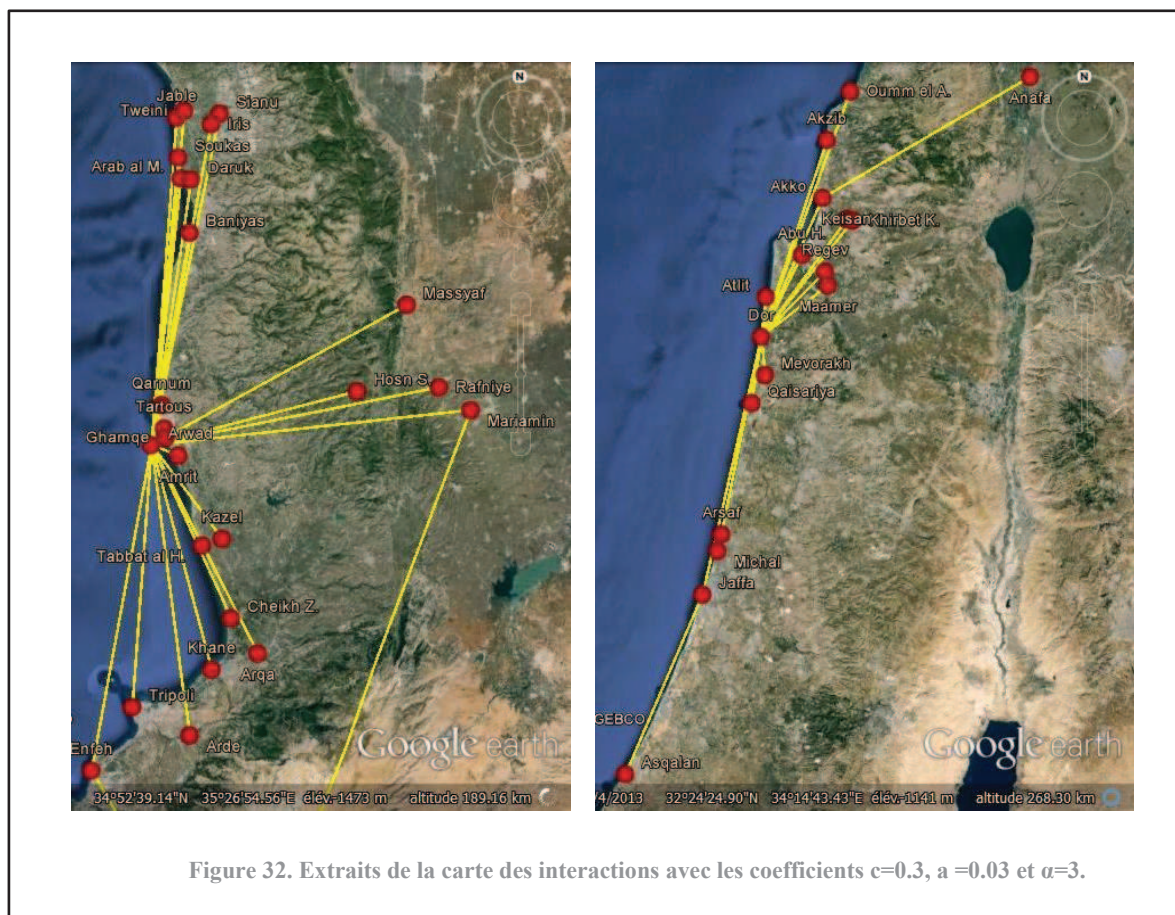 N
Jable
Tweini
Sianu
Iris
Soukas
Arab al M.
Daruk
Baniyas
Massyaf
Qarnum
Hosn S.
Rafniye
Tartous
Mariamin
Ghamqe
Arwad
Amrit
Kazel
Tabbat al H.
Cheikh Z.
Khane
Arqa
Tripoli
Arde
Enfeh
Google earth
34°52'39.14"N 35°26'54.56"E élév.-1473 m altitude 189.16 km
N
Oumm el A.
Anafa
Akzib
Akko
Keisan
Khirbet K.
Abu H.
Regev
Atlit
Maamer
Dor
Mevorakh
Qaisariya
Arsaf
Michal
Jaffa
GEBCO
Asqalan
Google earth
/4/2013 32°24'24.90"N 34°14'43.43"E élév.-1141 m altitude 268.30 km
Figure 32. Extraits de la carte des interactions avec les coefficients c=0.3, a =0.03 et α=3.